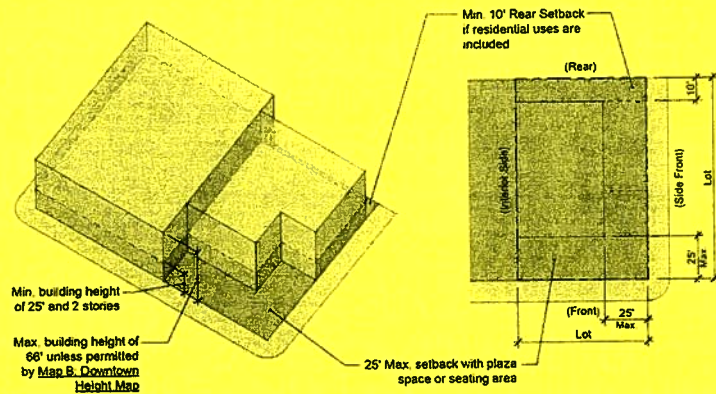 Min. 10' Rear Setback
if residential uses are
included
(Rear)
10'
(Interior Side)
(Side Front)
Lot
25'
Max
(Front)
25'
Max
Lot
Min. building height
of 25' and 2 stories
Max. building height of
66' unless permitted
by Map B: Downtown
Height Map
25' Max. setback with plaza
space or seating area